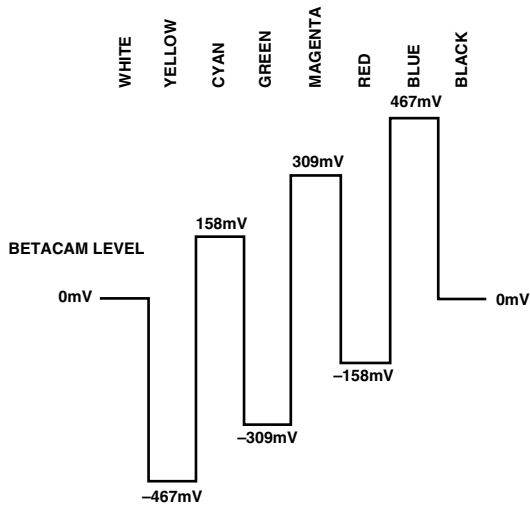 WHITE
YELLOW
CYAN
GREEN
MAGENTA
RED
BLUE
BLACK
467mV
309mV
158mV
BETACAM LEVEL
0mV
0mV
–158mV
–309mV
–467mV